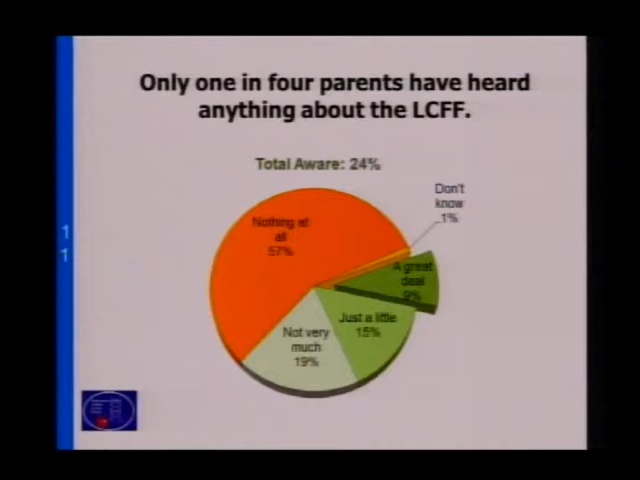 Only one in four parents have heard
anything about the LCFF.
Total Aware: 24%
Don't
know
1%
Nothing at
all
57%
A great
deal
9%
Just a little
15%
Not very
much
19%
1
1